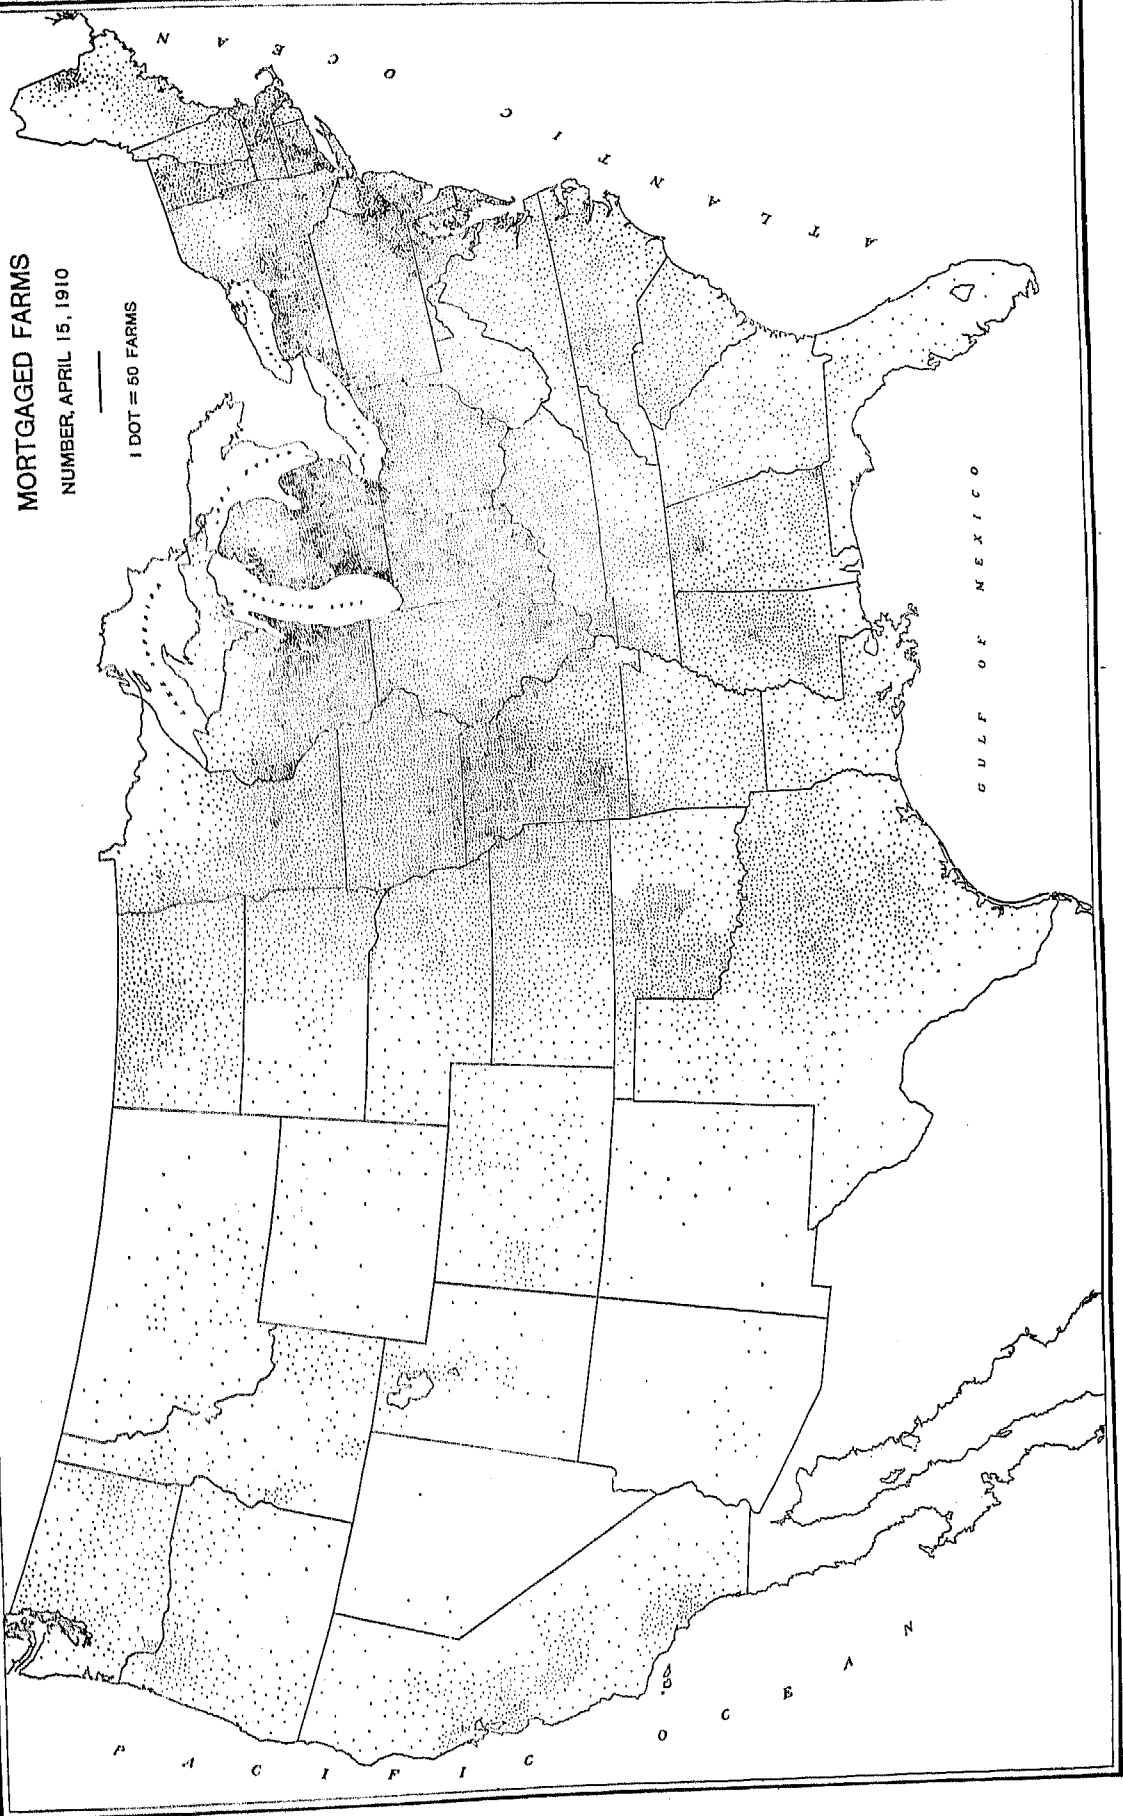 MORTGAGED FARMS
NUMBER, APRIL 15, 1910
1 DOT = 50 FARMS
ATLANTIC OCEAN
GULF OF MEXICO
PACIFIC OCEAN